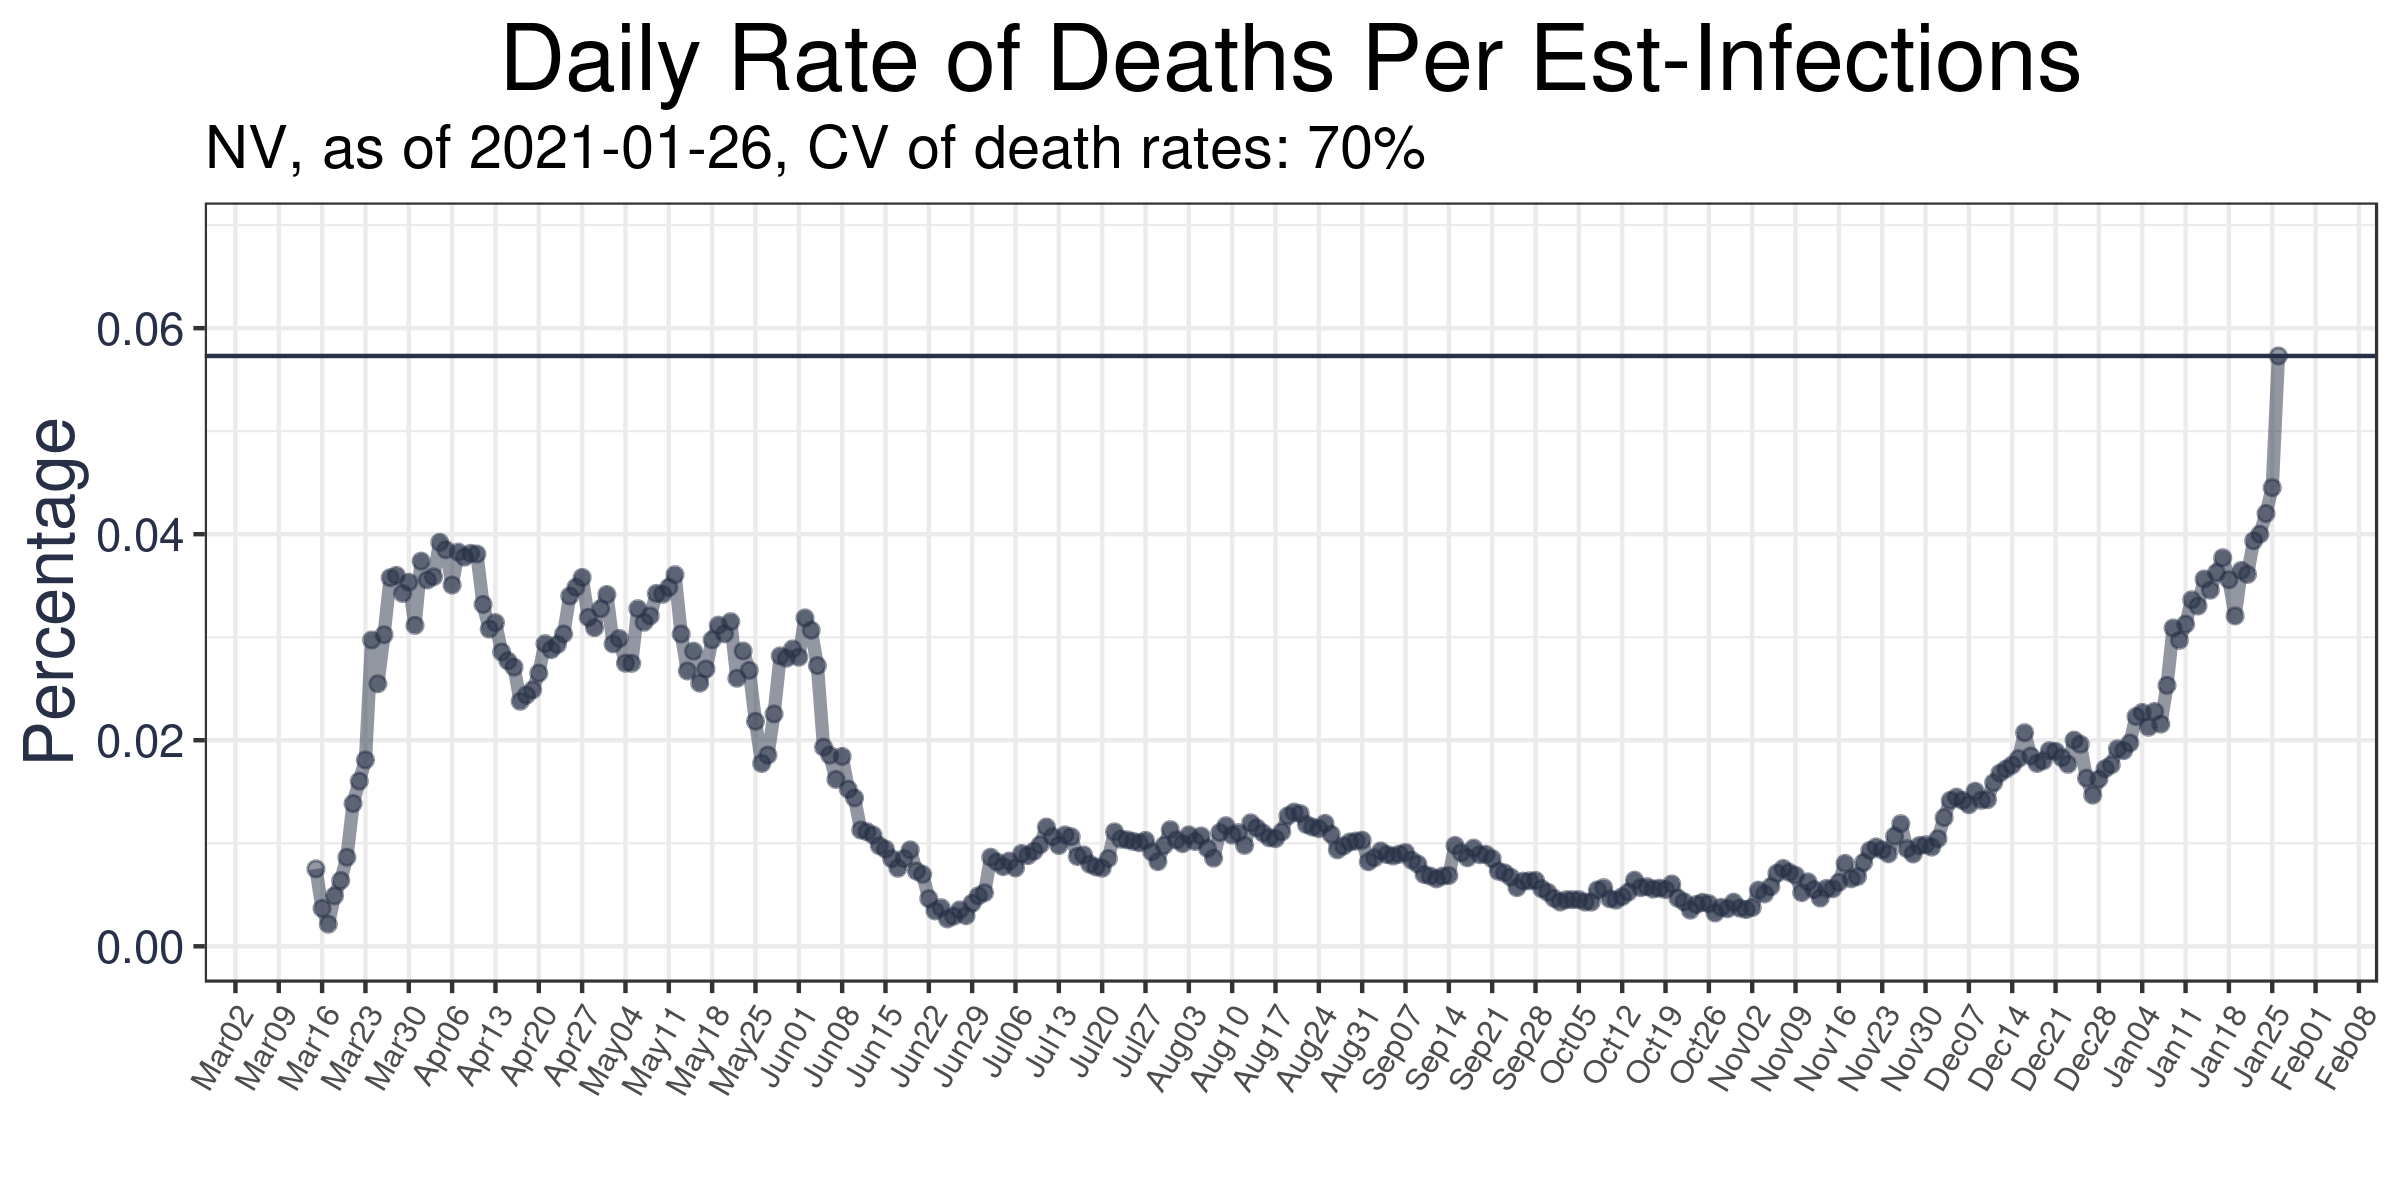 Daily Rate of Deaths Per Est-Infections
NV, as of 2021-01-26, CV of death rates: 70%
Percentage
0.06
0.04
0.02
0.00
Mar02 Mar09 Mar16 Mar23 Mar30 Apr06 Apr13 Apr20 Apr27 May04 May11 May18 May25 Jun01 Jun08 Jun15 Jun22 Jun29 Jul06 Jul13 Jul20 Jul27 Aug03 Aug10 Aug17 Aug24 Aug31 Sep07 Sep14 Sep21 Sep28 Oct05 Oct12 Oct19 Oct26 Nov02 Nov09 Nov16 Nov23 Nov30 Dec07 Dec14 Dec21 Dec28 Jan04 Jan11 Jan18 Jan25 Feb01 Feb08